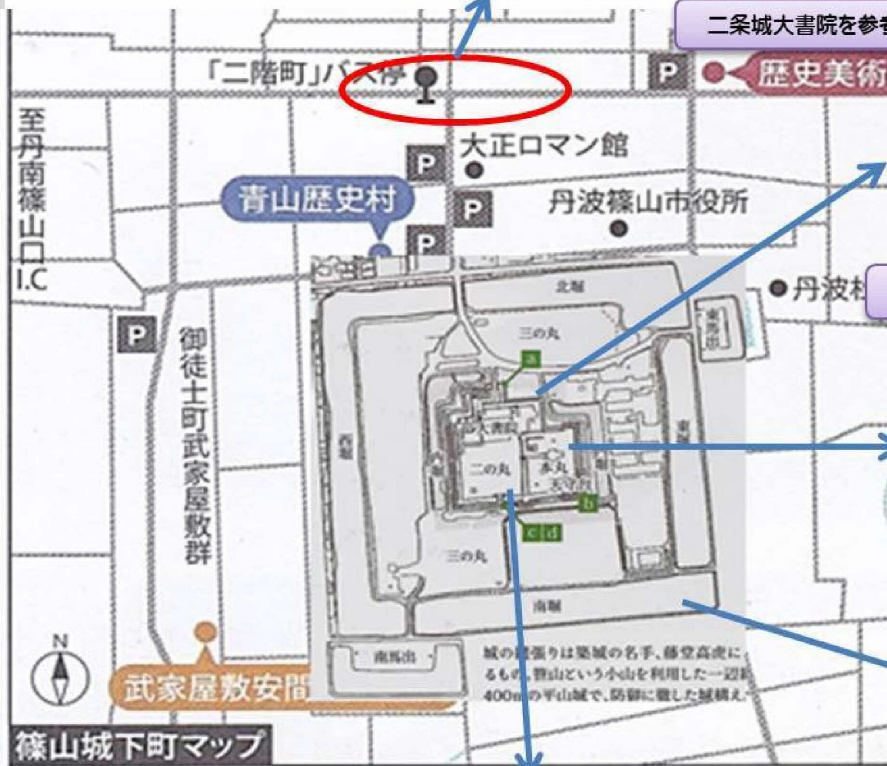 二条城大書院を参考
「二階町」バス停
P
歴史美術
至丹南篠山口I.C
大正ロマン館
P
青山歴史村
P
丹波篠山市役所
P
北堀
丹波
P
三の丸
東馬出
御徒士町武家屋敷群
a
西堀
大書院
東堀
二の丸
本丸
天守台
b
c d
三の丸
南堀
N
南馬出
武家屋敷安間
城の縄張りは築城の名手、藤堂高虎に
るもの。笹山という小山を利用した一辺
400mの平山城で、防御に徹した城構え
篠山城下町マップ